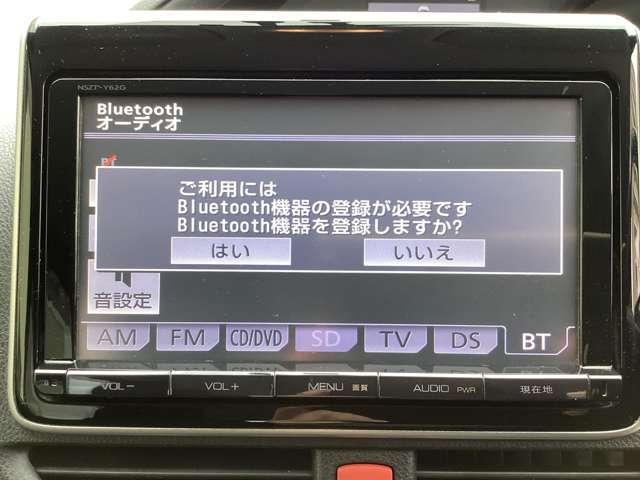 NSZT-Y62G
Bluetooth
オーディオ
BT
ご利用には
Bluetooth機器の登録が必要です
Bluetooth機器を登録しますか?
はい いいえ
音設定
AM FM CD/DVD SD TV DS BT
VOL− VOL+ MENU 画質 AUDIO PWR 現在地